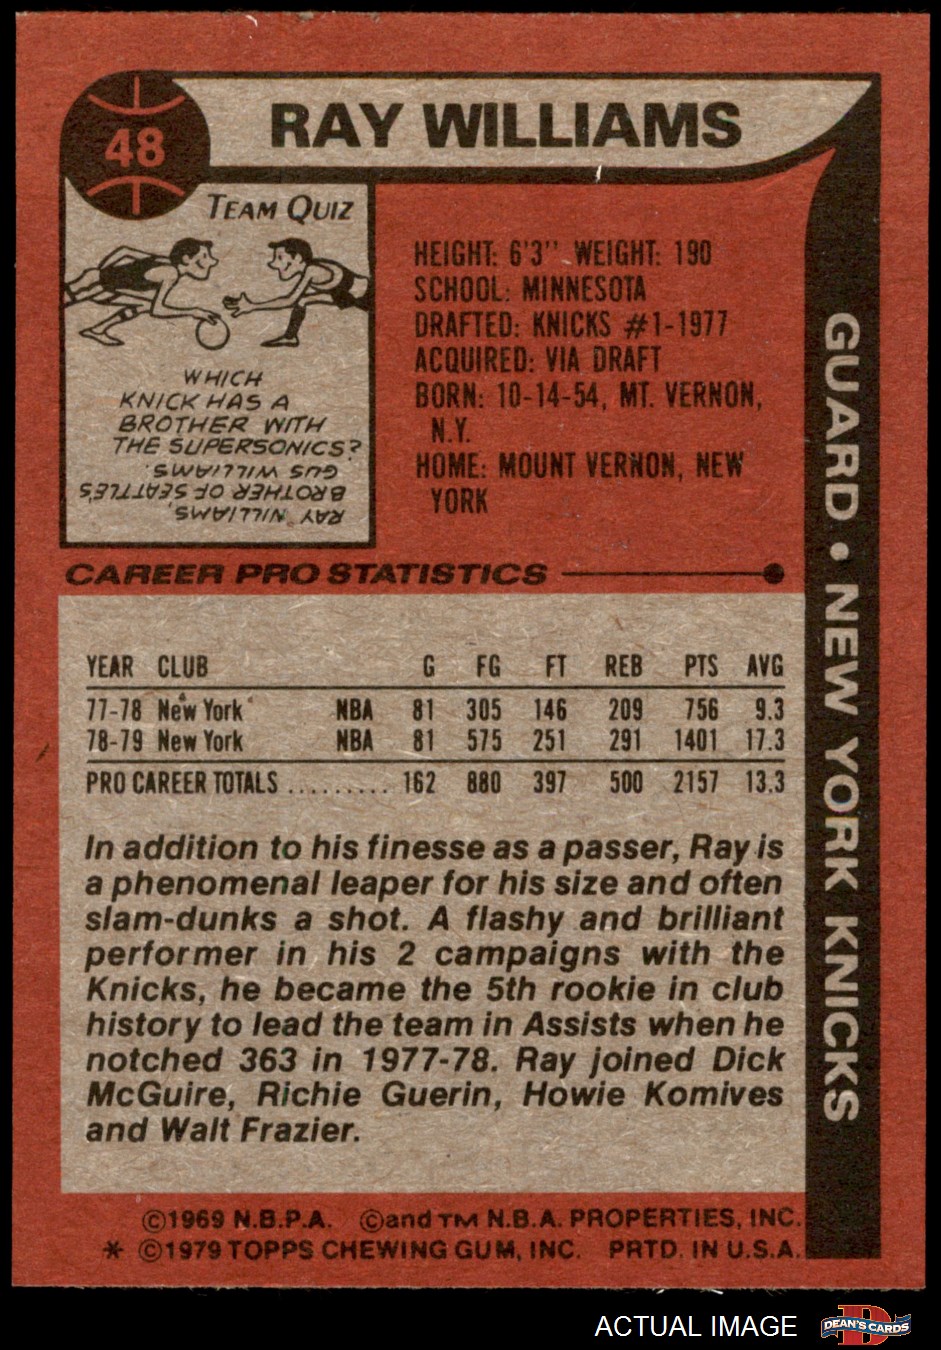 48
RAY WILLIAMS
TEAM QUIZ
WHICH
KNICK HAS A
BROTHER WITH
THE SUPERSONICS?
RAY WILLIAMS,
BROTHER OF SEATTLE'S
GUS WILLIAMS.
HEIGHT: 6'3" WEIGHT: 190
SCHOOL: MINNESOTA
DRAFTED: KNICKS #1-1977
ACQUIRED: VIA DRAFT
BORN: 10-14-54, MT. VERNON,
N.Y.
HOME: MOUNT VERNON, NEW
YORK
GUARD • NEW YORK KNICKS
CAREER PRO STATISTICS
YEAR CLUB G FG FT REB PTS AVG
77-78 New York NBA 81 305 146 209 756 9.3
78-79 New York NBA 81 575 251 291 1401 17.3
PRO CAREER TOTALS ......... 162 880 397 500 2157 13.3
In addition to his finesse as a passer, Ray is
a phenomenal leaper for his size and often
slam-dunks a shot. A flashy and brilliant
performer in his 2 campaigns with the
Knicks, he became the 5th rookie in club
history to lead the team in Assists when he
notched 363 in 1977-78. Ray joined Dick
McGuire, Richie Guerin, Howie Komives
and Walt Frazier.
©1969 N.B.P.A. ©and TM N.B.A. PROPERTIES, INC.
* ©1979 TOPPS CHEWING GUM, INC. PRTD. IN U.S.A.
ACTUAL IMAGE
D
DEAN'S CARDS